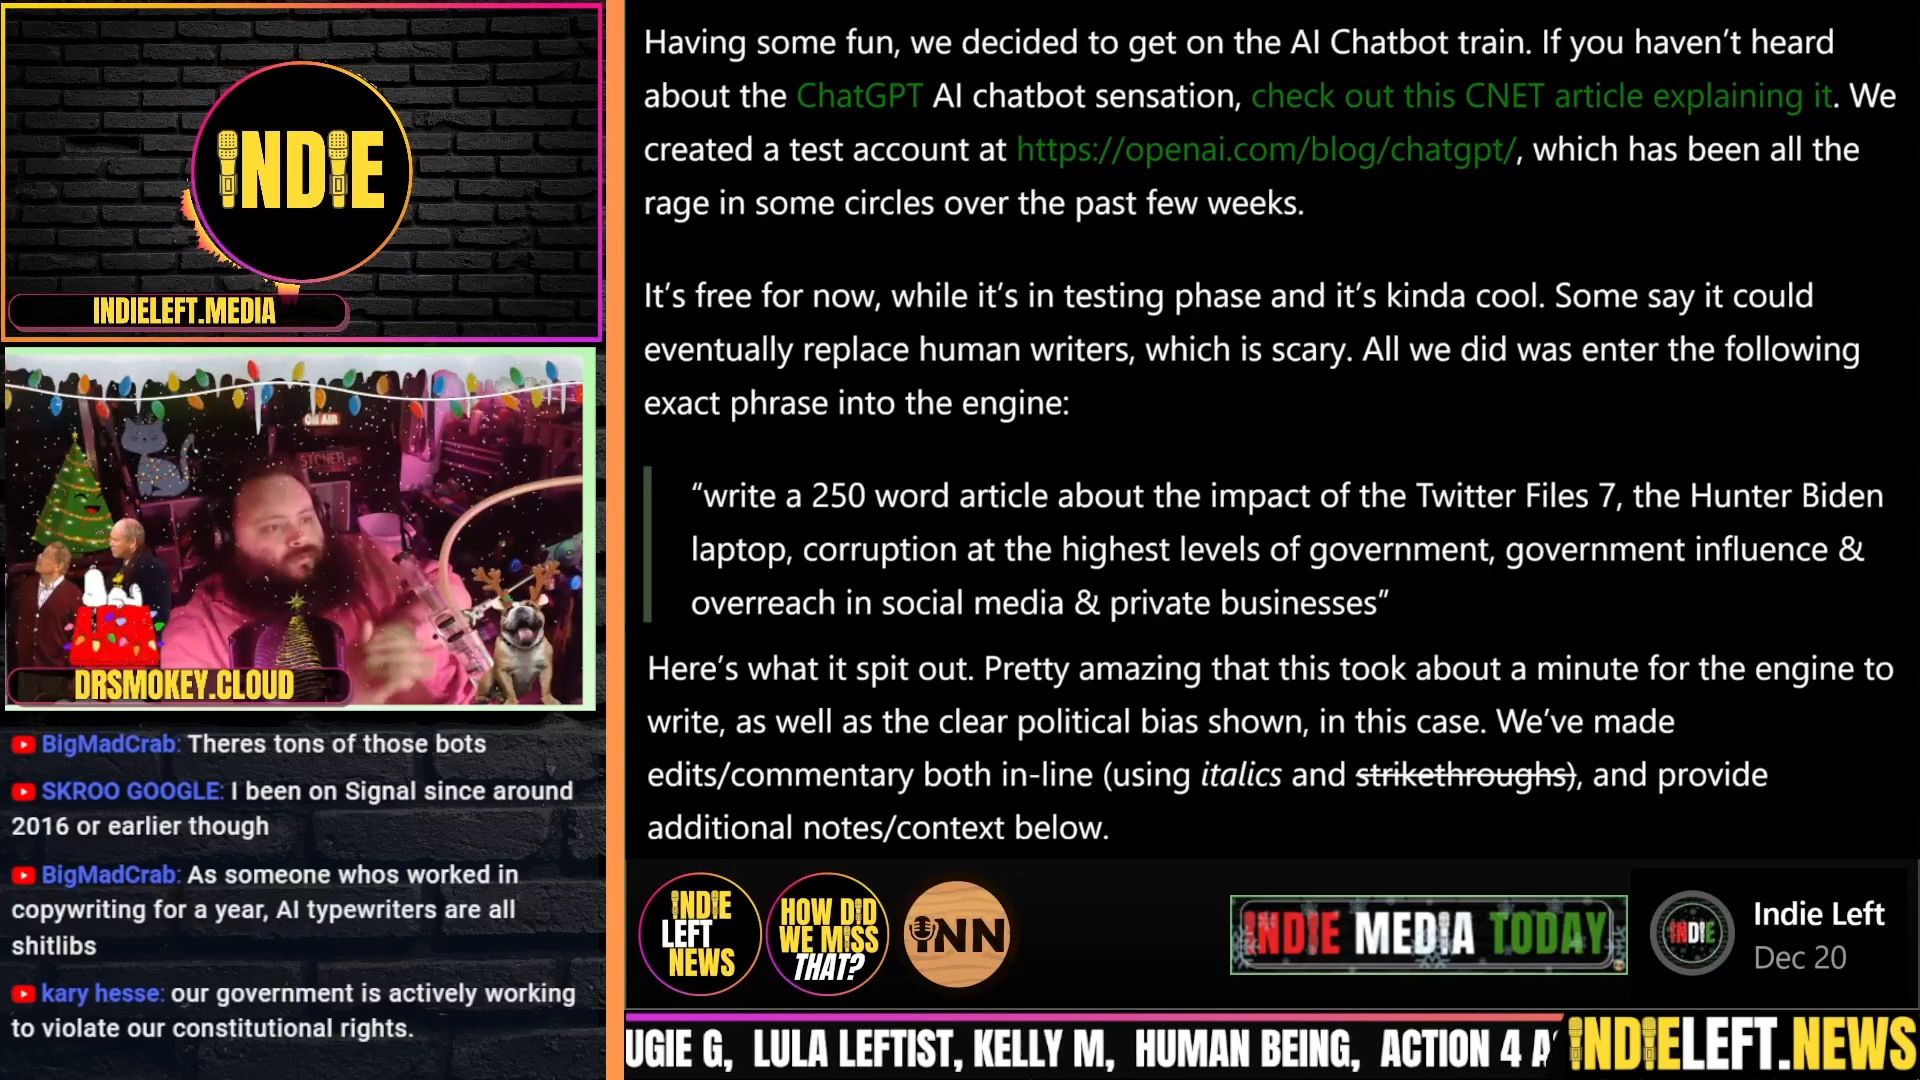 INDIE
INDIELEFT.MEDIA
ON AIR
STONER
DRSMOKEY.CLOUD
BigMadCrab: Theres tons of those bots
SKROO GOOGLE: I been on Signal since around
2016 or earlier though
BigMadCrab: As someone whos worked in
copywriting for a year, AI typewriters are all
shitlibs
kary hesse: our government is actively working
to violate our constitutional rights.
Having some fun, we decided to get on the AI Chatbot train. If you haven’t heard
about the ChatGPT AI chatbot sensation, check out this CNET article explaining it. We
created a test account at https://openai.com/blog/chatgpt/, which has been all the
rage in some circles over the past few weeks.
It’s free for now, while it’s in testing phase and it’s kinda cool. Some say it could
eventually replace human writers, which is scary. All we did was enter the following
exact phrase into the engine:
“write a 250 word article about the impact of the Twitter Files 7, the Hunter Biden
laptop, corruption at the highest levels of government, government influence &
overreach in social media & private businesses”
Here’s what it spit out. Pretty amazing that this took about a minute for the engine to
write, as well as the clear political bias shown, in this case. We’ve made
edits/commentary both in-line (using italics and strikethroughs), and provide
additional notes/context below.
INDIE
LEFT
NEWS
HOW DID
WE MISS
THAT?
INN
INDIE MEDIA TODAY
INDIE
Indie Left
Dec 20
UGIE G, LULA LEFTIST, KELLY M, HUMAN BEING, ACTION 4 A
INDIELEFT.NEWS